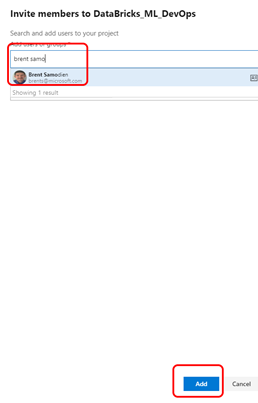 Invite members to DataBricks_ML_DevOps
Search and add users to your project
Add users or groups
brent samo
Brent Samodien
brents@microsoft.com
Showing 1 result
Add
Cancel